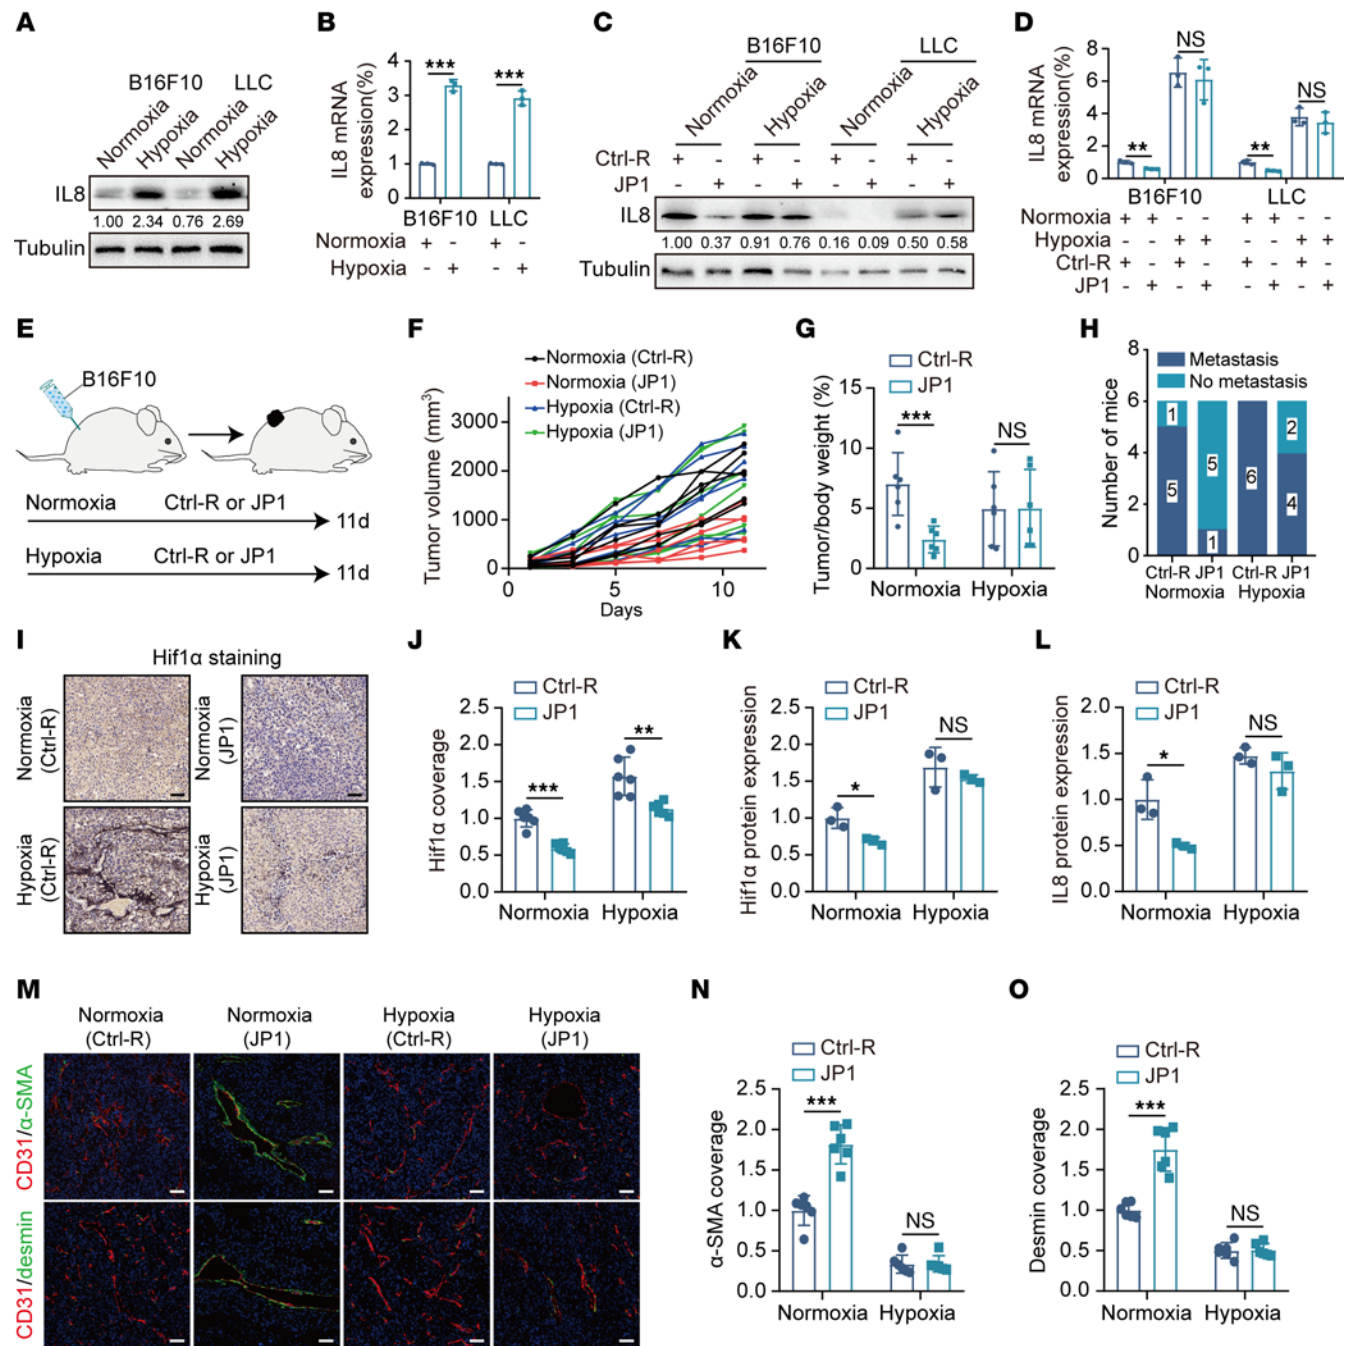 A
B16F10 LLC
Normoxia Hypoxia Normoxia Hypoxia
IL8
1.00 2.34 0.76 2.69
Tubulin
B
IL8 mRNA
expression(%)
4
3
2
1
0
*** ***
B16F10 LLC
Normoxia + - + -
Hypoxia - + - +
C
B16F10 LLC
Normoxia Hypoxia Normoxia Hypoxia
Ctrl-R + - + - + - + -
JP1 - + - + - + - +
IL8
1.00 0.37 0.91 0.76 0.16 0.09 0.50 0.58
Tubulin
D
IL8 mRNA
expression(%)
8
6
4
2
0
** NS ** NS
B16F10 LLC
Normoxia + + - - + + - -
Hypoxia - - + + - - + +
Ctrl-R + - + - + - + -
JP1 - + - + - + - +
E
B16F10
Normoxia Ctrl-R or JP1 11d
Hypoxia Ctrl-R or JP1 11d
F
Normoxia (Ctrl-R)
Normoxia (JP1)
Hypoxia (Ctrl-R)
Hypoxia (JP1)
Tumor volume (mm³)
3000
2000
1000
0
0 5 10
Days
G
Ctrl-R
JP1
Tumor/body weight (%)
15
10
5
0
*** NS
Normoxia Hypoxia
H
Metastasis
No metastasis
Number of mice
8
6
4
2
0
1 5 2
5 1 6 4
Ctrl-R JP1 Ctrl-R JP1
Normoxia Hypoxia
I
Hif1α staining
Normoxia
(Ctrl-R)
Normoxia
(JP1)
Hypoxia
(Ctrl-R)
Hypoxia
(JP1)
J
Ctrl-R
JP1
Hif1α coverage
2.5
2.0
1.5
1.0
0.5
0.0
*** **
Normoxia Hypoxia
K
Ctrl-R
JP1
Hif1α protein expression
2.5
2.0
1.5
1.0
0.5
0.0
* NS
Normoxia Hypoxia
L
Ctrl-R
JP1
IL8 protein expression
2.0
1.5
1.0
0.5
0.0
* NS
Normoxia Hypoxia
M
Normoxia
(Ctrl-R)
Normoxia
(JP1)
Hypoxia
(Ctrl-R)
Hypoxia
(JP1)
CD31/α-SMA
CD31/desmin
N
Ctrl-R
JP1
α-SMA coverage
2.5
2.0
1.5
1.0
0.5
0.0
*** NS
Normoxia Hypoxia
O
Ctrl-R
JP1
Desmin coverage
2.5
2.0
1.5
1.0
0.5
0.0
*** NS
Normoxia Hypoxia